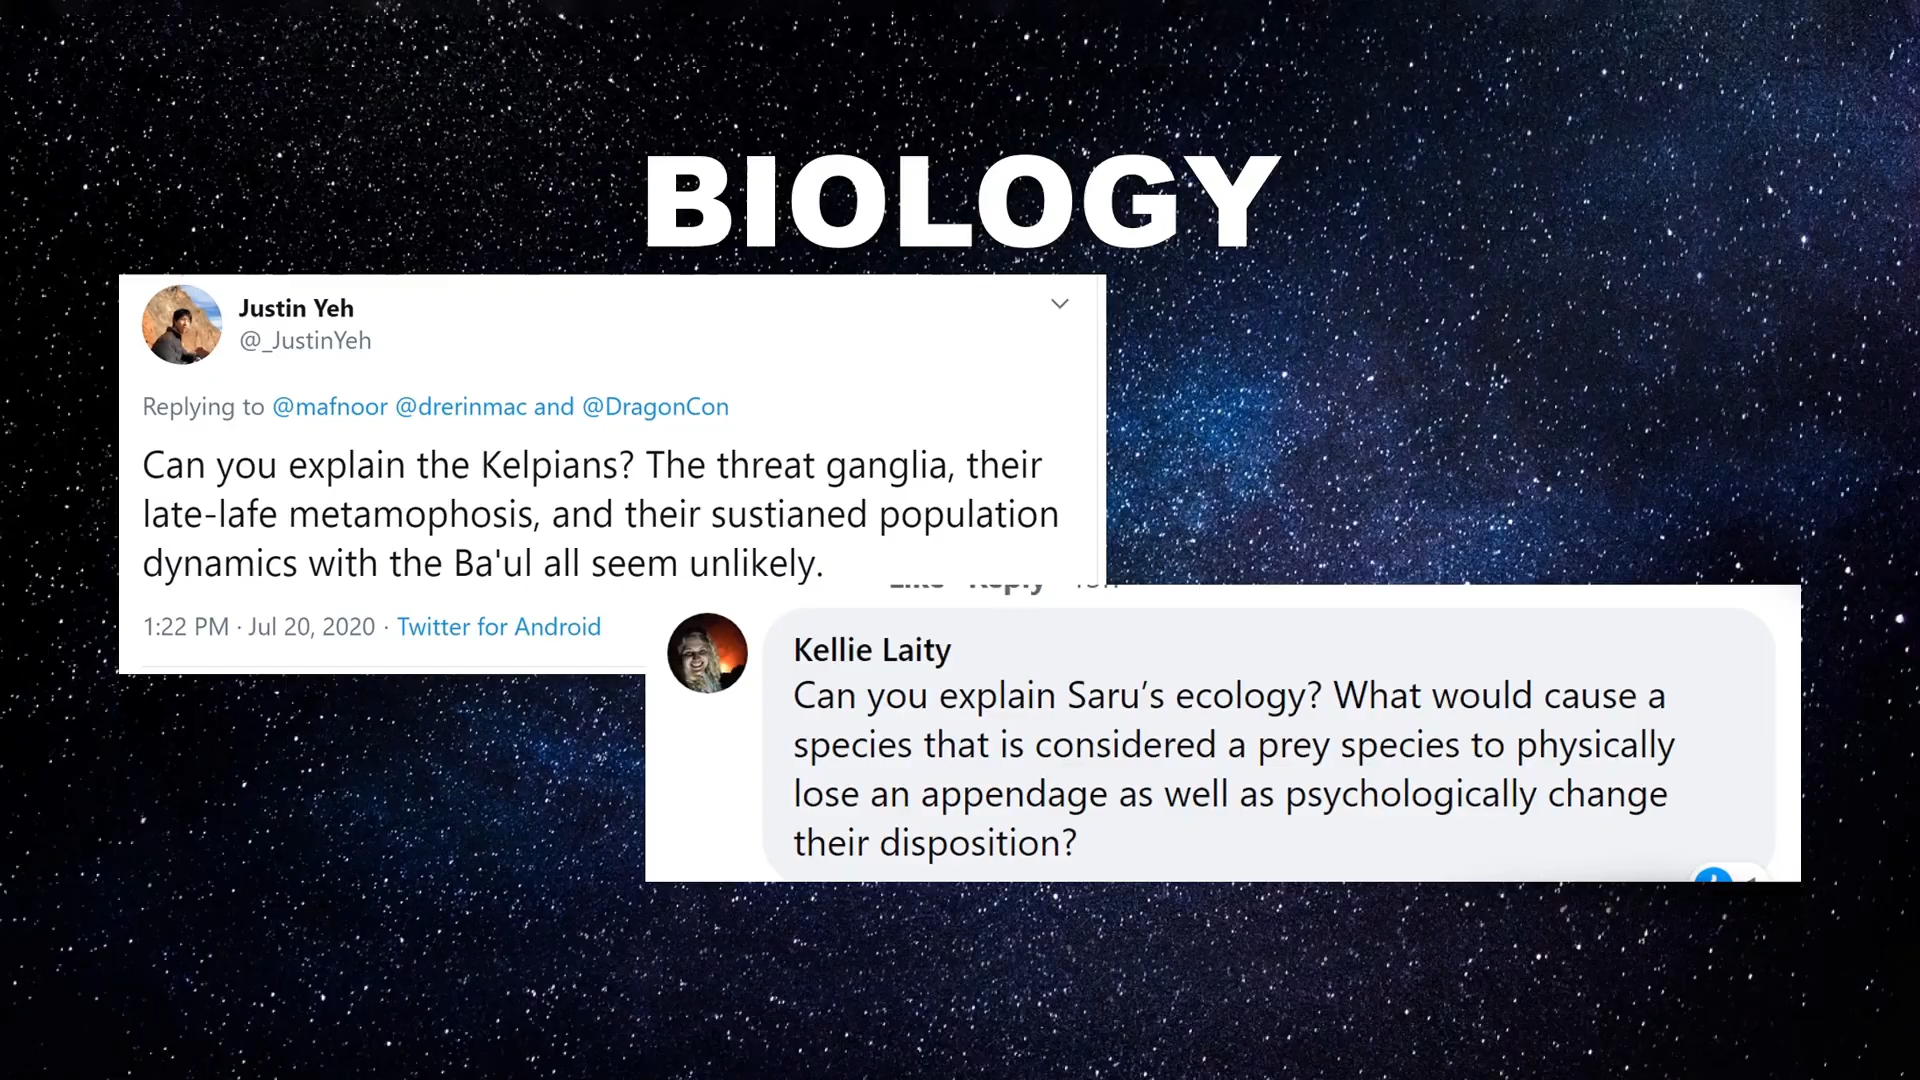 BIOLOGY
Justin Yeh
@_JustinYeh
Replying to @mafnoor @drerinmac and @DragonCon
Can you explain the Kelpians? The threat ganglia, their
late-lafe metamophosis, and their sustianed population
dynamics with the Ba'ul all seem unlikely.
1:22 PM · Jul 20, 2020 · Twitter for Android
Like Reply
Kellie Laity
Can you explain Saru’s ecology? What would cause a
species that is considered a prey species to physically
lose an appendage as well as psychologically change
their disposition?